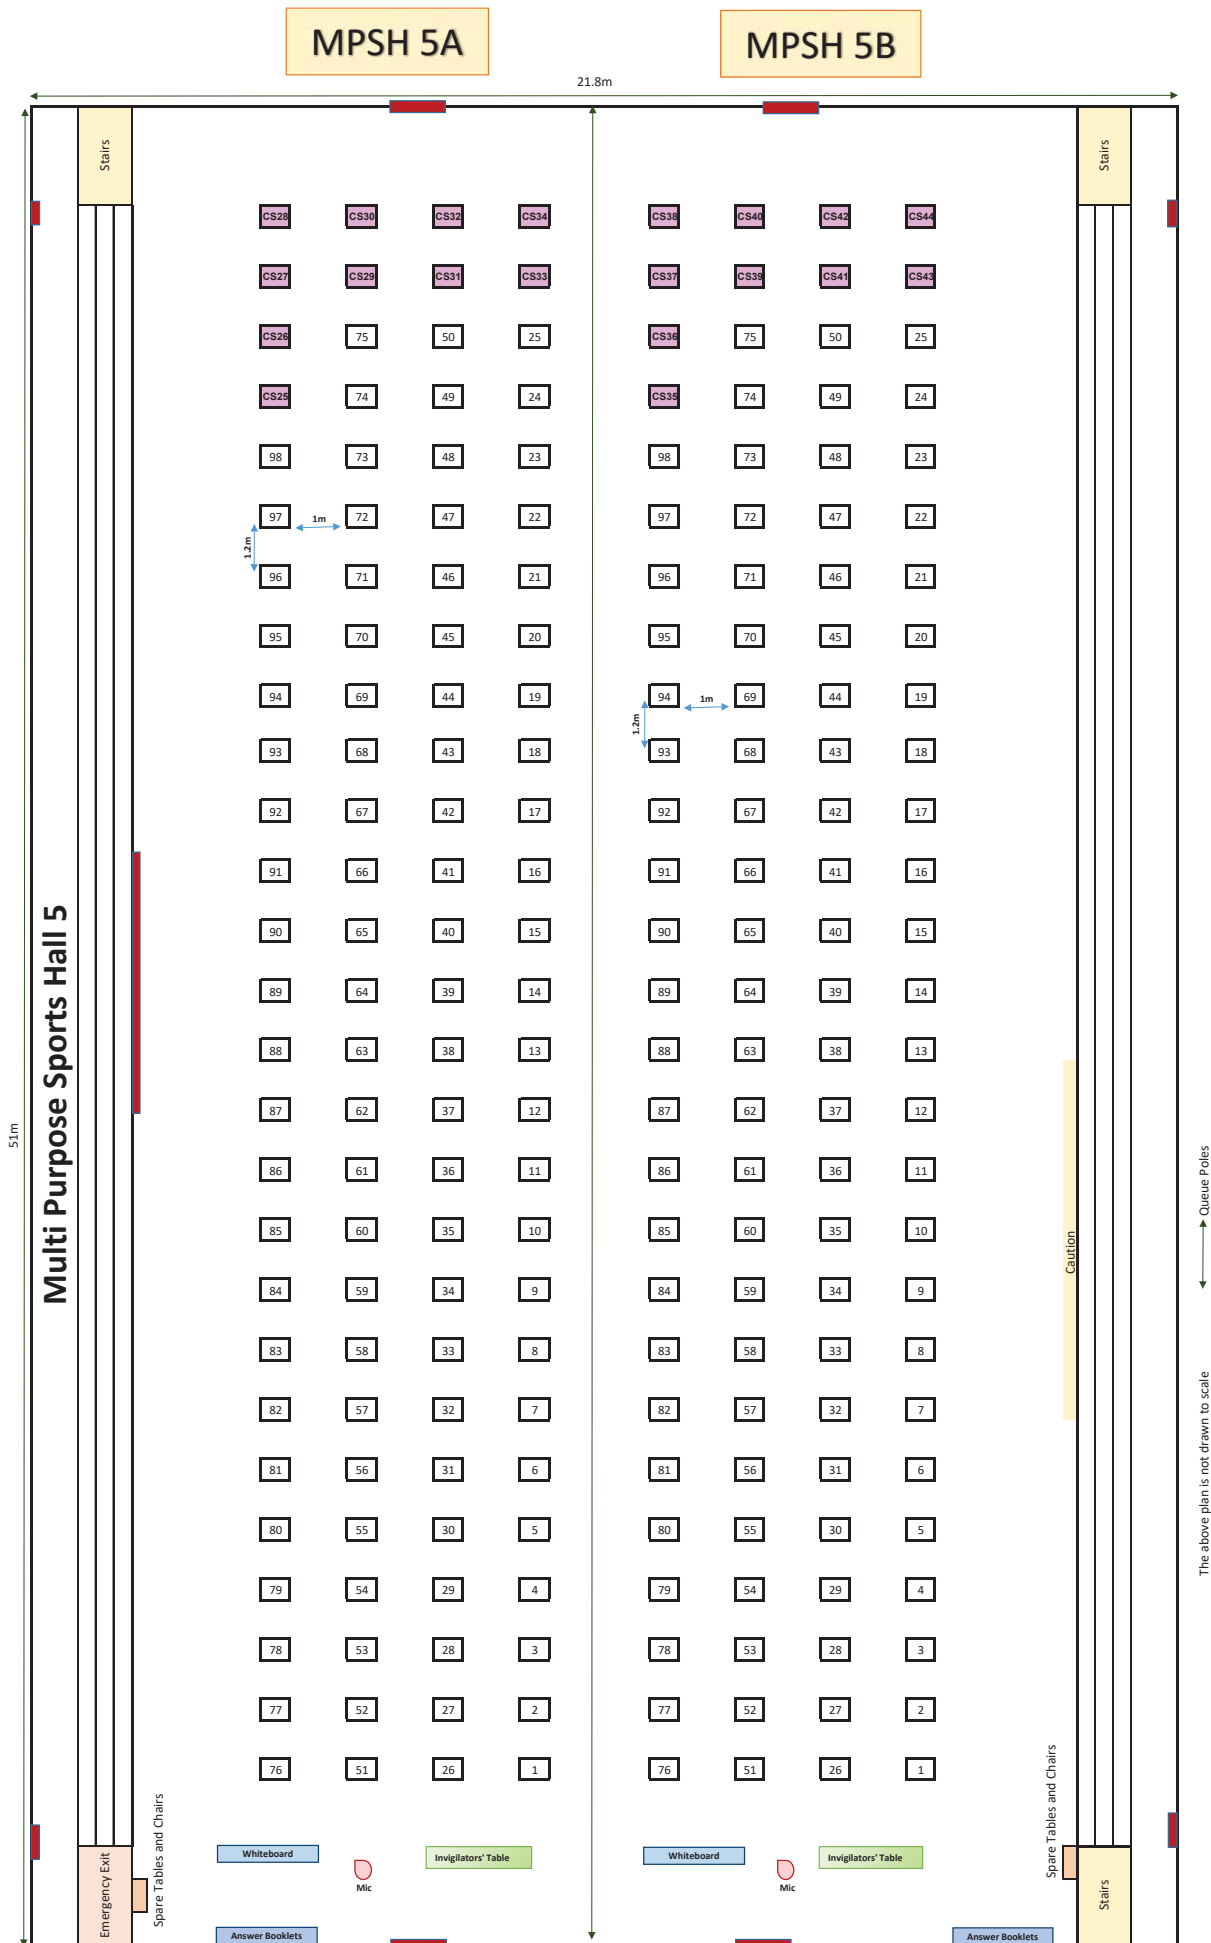 MPSH 5A MPSH 5B
21.8m
Stairs Stairs
CS28 CS30 CS32 CS34 CS38 CS40 CS42 CS44
CS27 CS29 CS31 CS33 CS37 CS39 CS41 CS43
CS26 75 50 25 CS36 75 50 25
CS25 74 49 24 CS35 74 49 24
98 73 48 23 98 73 48 23
97 72 47 22 97 72 47 22
1m
1.2m
96 71 46 21 96 71 46 21
95 70 45 20 95 70 45 20
94 69 44 19 94 69 44 19
1m
1.2m
93 68 43 18 93 68 43 18
92 67 42 17 92 67 42 17
91 66 41 16 91 66 41 16
90 65 40 15 90 65 40 15
89 64 39 14 89 64 39 14
88 63 38 13 88 63 38 13
87 62 37 12 87 62 37 12
86 61 36 11 86 61 36 11
85 60 35 10 85 60 35 10
84 59 34 9 84 59 34 9
83 58 33 8 83 58 33 8
82 57 32 7 82 57 32 7
81 56 31 6 81 56 31 6
80 55 30 5 80 55 30 5
79 54 29 4 79 54 29 4
78 53 28 3 78 53 28 3
77 52 27 2 77 52 27 2
76 51 26 1 76 51 26 1
51m
Multi Purpose Sports Hall 5
Caution
Queue Poles
The above plan is not drawn to scale
Spare Tables and Chairs
Spare Tables and Chairs
Emergency Exit
Whiteboard Invigilators' Table Whiteboard Invigilators' Table
Mic Mic
Stairs
Answer Booklets Answer Booklets